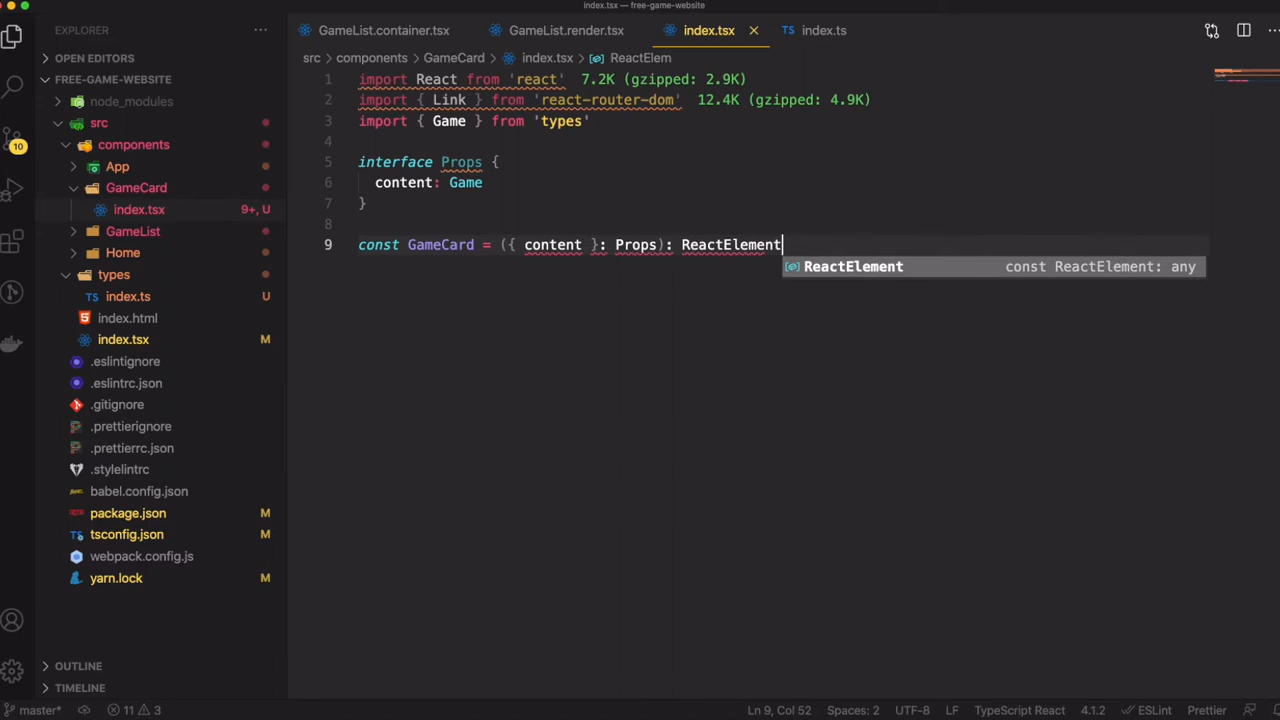 index.tsx — free-game-website
EXPLORER
OPEN EDITORS
FREE-GAME-WEBSITE
node_modules
src
components
App
GameCard
index.tsx 9+, U
GameList
Home
types
TS index.ts U
index.html
index.tsx M
.eslintignore
.eslintrc.json
.gitignore
.prettierignore
.prettierrc.json
.stylelintrc
babel.config.json
package.json M
tsconfig.json M
webpack.config.js
yarn.lock M
OUTLINE
TIMELINE
10
GameList.container.tsx GameList.render.tsx index.tsx TS index.ts
src components GameCard index.tsx ReactElem
1 import React from 'react' 7.2K (gzipped: 2.9K)
2 import { Link } from 'react-router-dom' 12.4K (gzipped: 4.9K)
3 import { Game } from 'types'
4
5 interface Props {
6 content: Game
7 }
8
9 const GameCard = ({ content }: Props): ReactElement
ReactElement const ReactElement: any
master* 11 3 Ln 9, Col 52 Spaces: 2 UTF-8 LF TypeScript React 4.1.2 ESLint Prettier